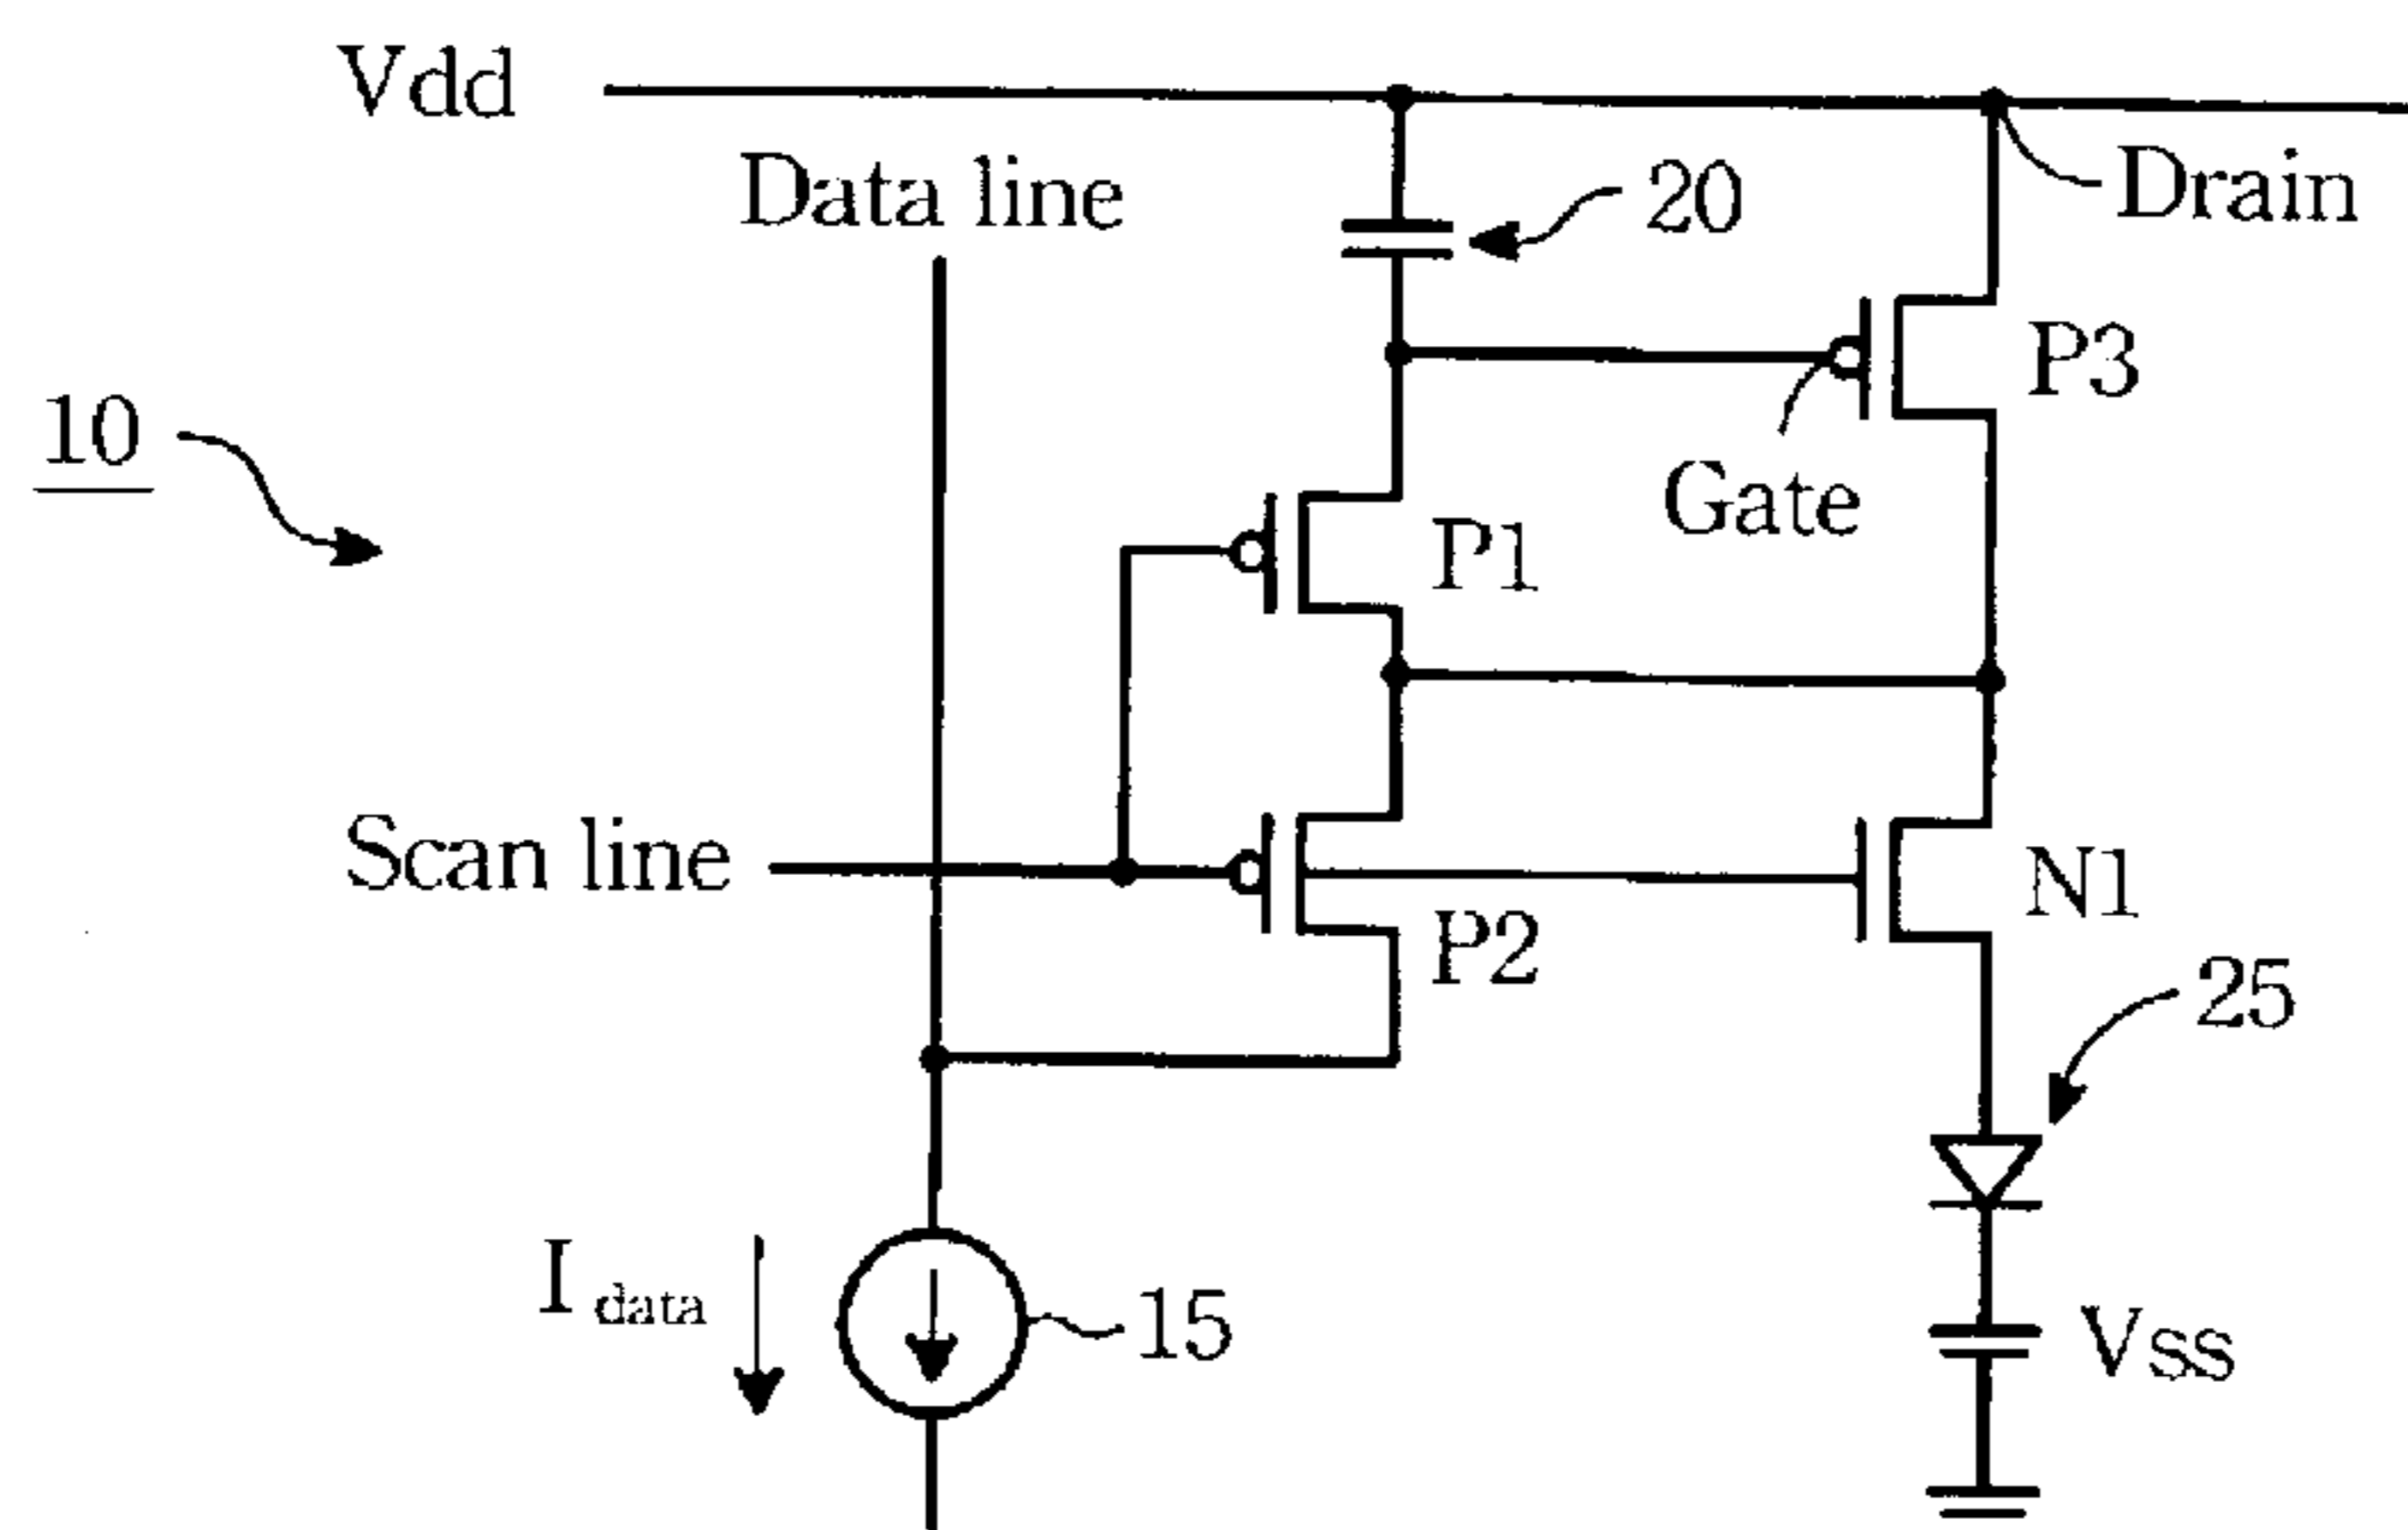 Vdd
Data line
20
Drain
10
P3
Gate
P1
Scan line
N1
P2
25
I data
15
Vss